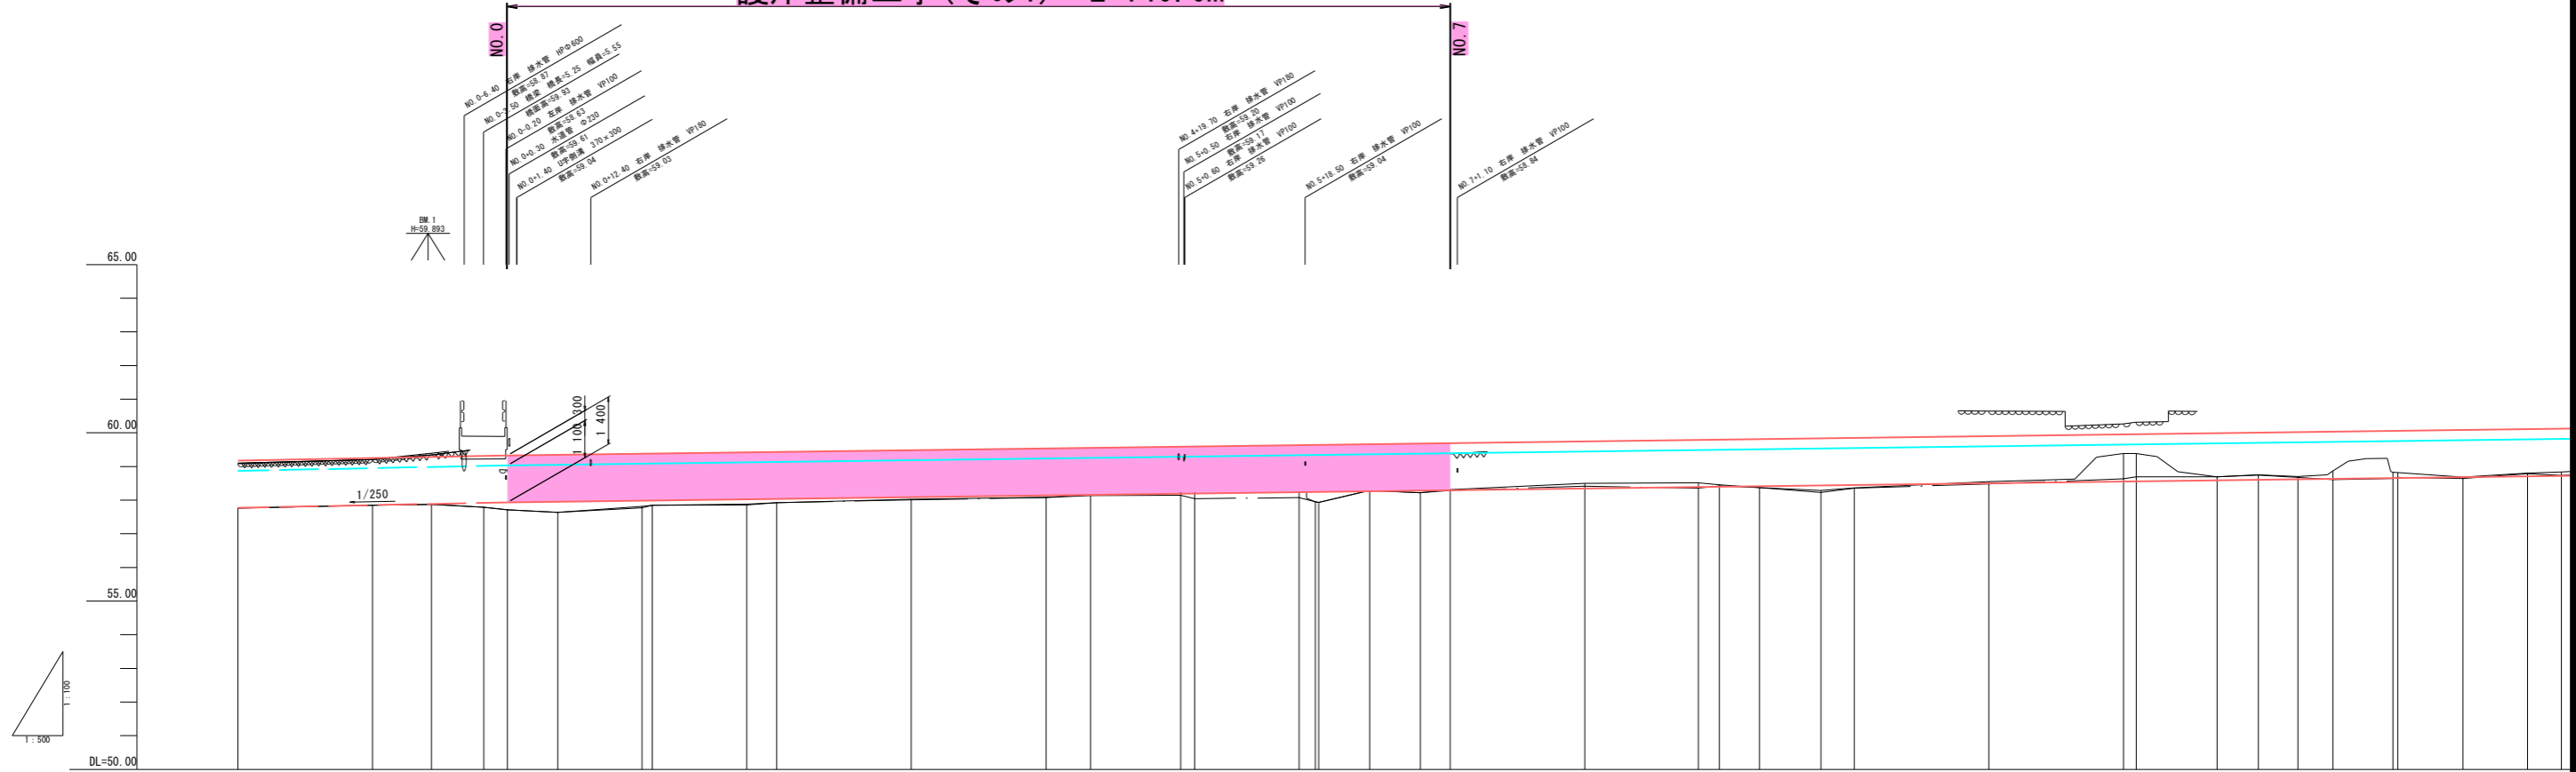 NO.0
NO.7
NO.0-6.40 右岸 排水管 HPΦ600
敷高=58.87
橋梁 橋長=5.25 幅員=5.55
橋面高=59.93
NO.0-0.20 左岸 排水管 VP100
敷高=58.63
NO.0+0.30 水道管 Φ230
敷高=59.61
NO.0+1.40 U字側溝 370×300
敷高=59.04
NO.0+12.40 右岸 排水管 VP180
敷高=59.03
NO.4+19.70 右岸 排水管 VP180
敷高=59.20
NO.5+0.50 右岸 排水管 VP100
敷高=59.17
NO.5+0.60 右岸 排水管 VP100
敷高=59.26
NO.5+18.50 右岸 排水管 VP100
敷高=59.04
NO.7+1.10 右岸 排水管 VP100
敷高=58.84
BM.1
H=59.893
65.00
60.00
55.00
DL=50.00
300
1 100
1 400
1/250
1:100
1:500